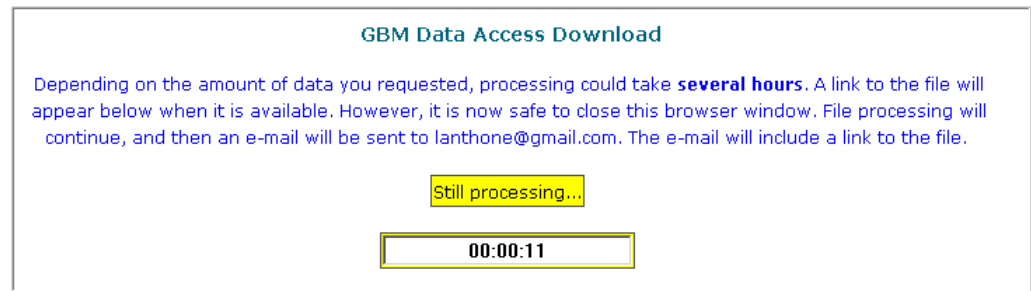 GBM Data Access Download
Depending on the amount of data you requested, processing could take several hours. A link to the file will
appear below when it is available. However, it is now safe to close this browser window. File processing will
continue, and then an e-mail will be sent to lanthone@gmail.com. The e-mail will include a link to the file.
Still processing...
00:00:11